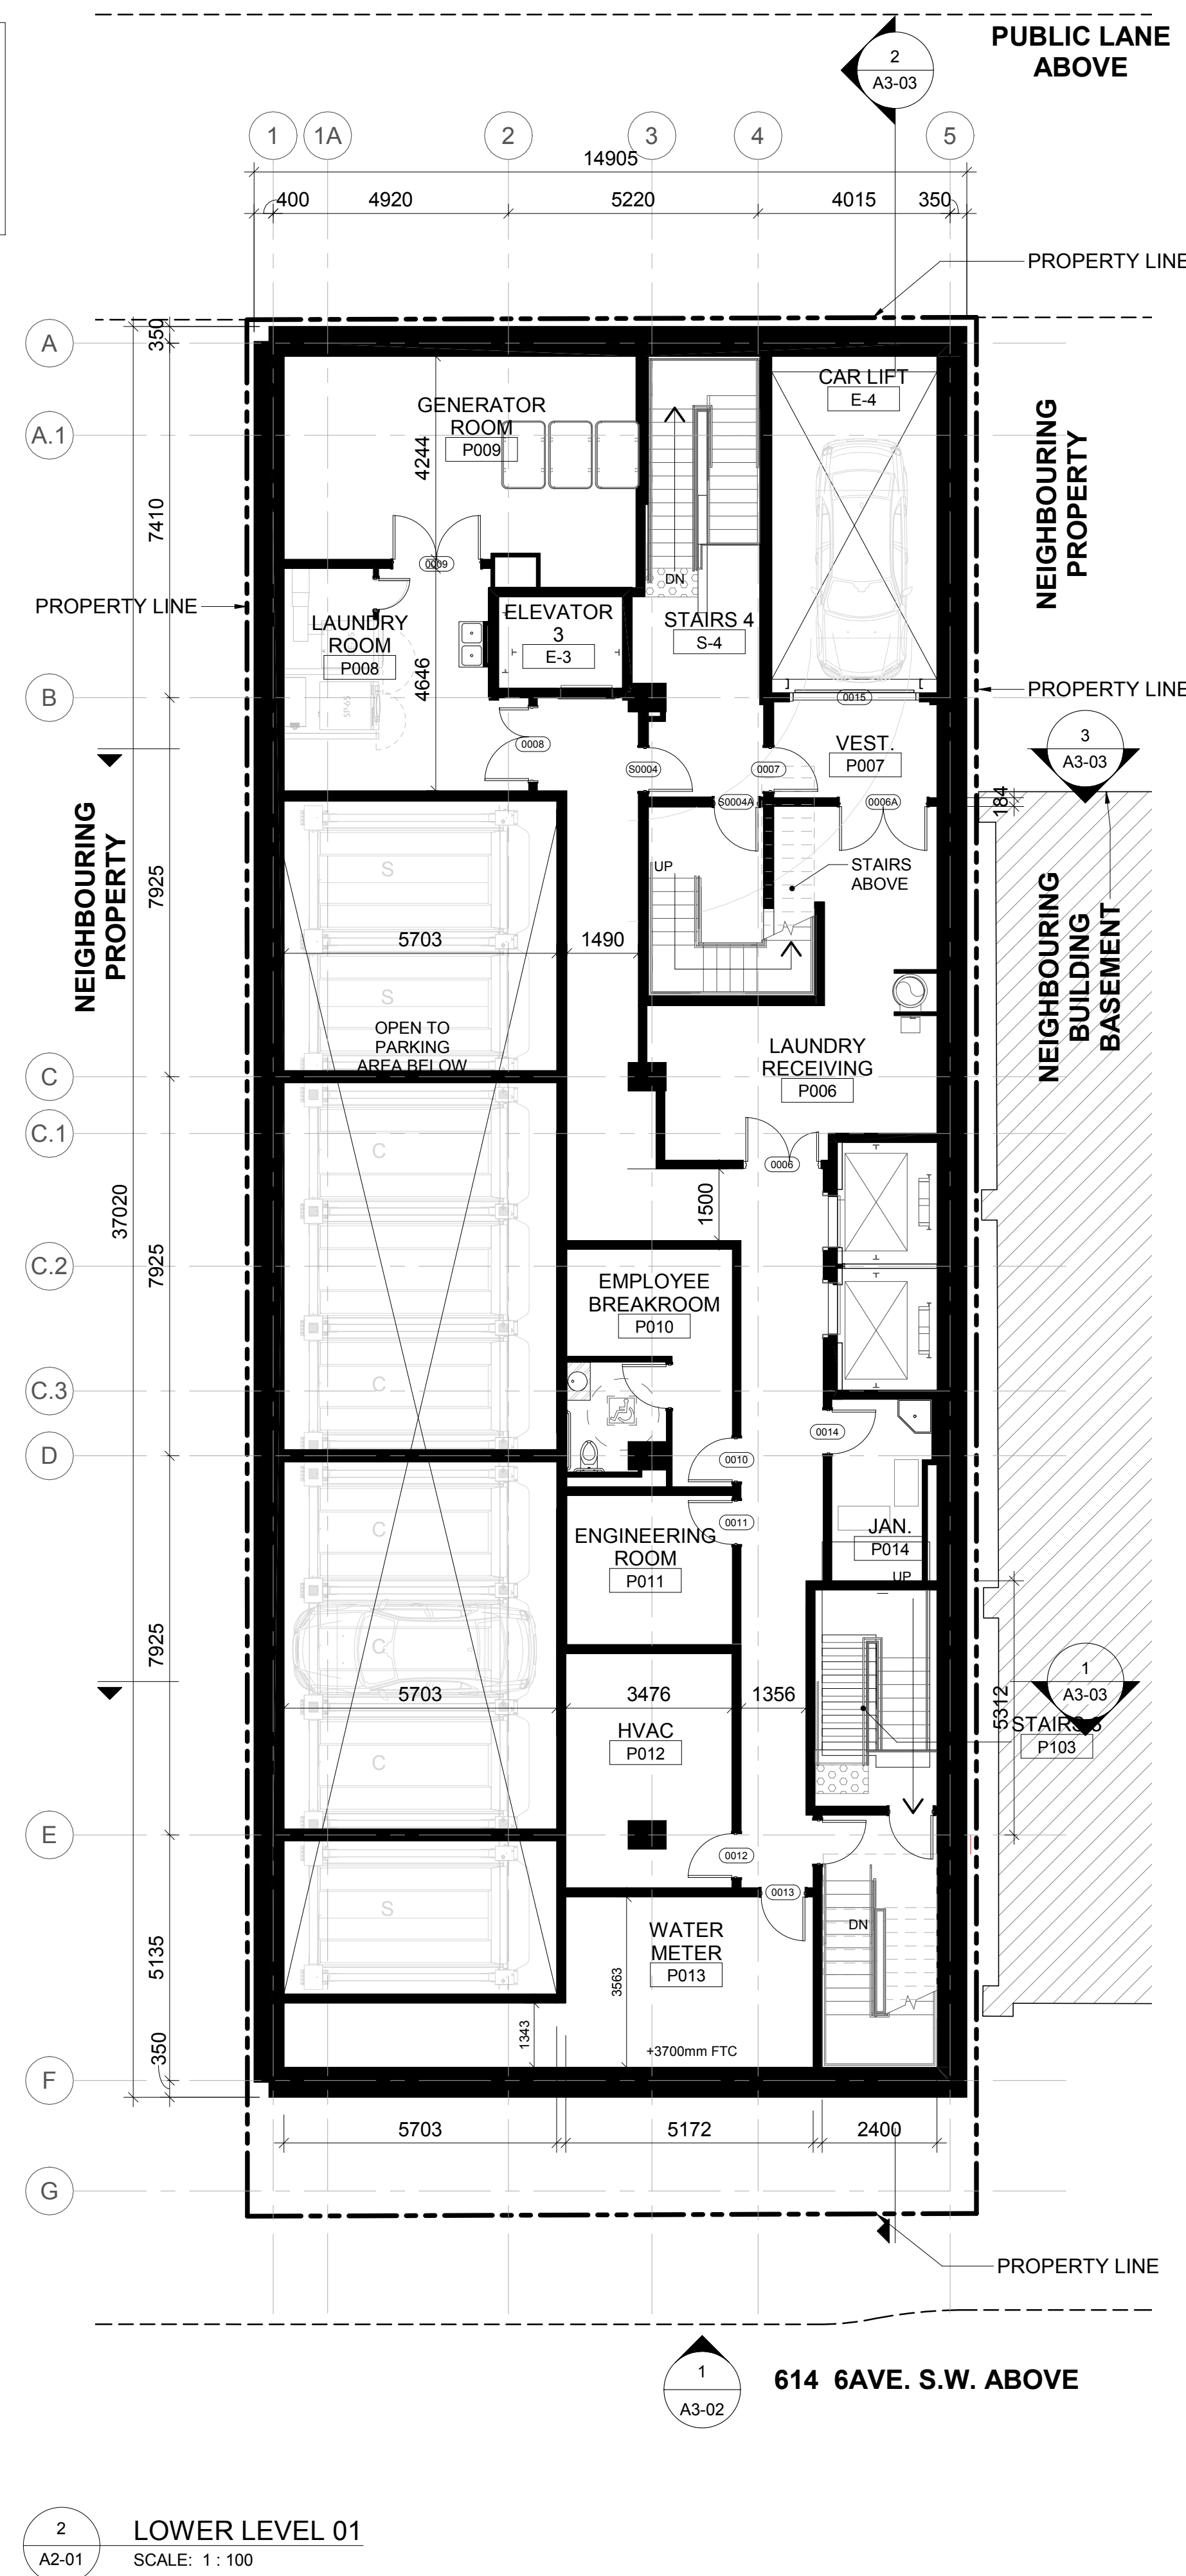 PUBLIC LANE
ABOVE
2
A3-03
1
1A
2
3
4
5
14905
400
4920
5220
4015
350
PROPERTY LINE
A
350
CAR LIFT
E-4
GENERATOR
ROOM
P009
A.1
4244
NEIGHBOURING
PROPERTY
7410
0009
DN
PROPERTY LINE
LAUNDRY
ROOM
P008
ELEVATOR
3
E-3
STAIRS 4
S-4
4646
SP-65
B
0015
PROPERTY LINE
0008
S0004
0007
VEST.
P007
3
A3-03
S0004A
0006A
184
NEIGHBOURING
PROPERTY
7925
S
UP
STAIRS
ABOVE
NEIGHBOURING
BUILDING
BASEMENT
5703
1490
S
OPEN TO
PARKING
AREA BELOW
LAUNDRY
RECEIVING
P006
C
C.1
C
0006
37020
1500
C.2
7925
EMPLOYEE
BREAKROOM
P010
C.3
C
0014
D
0010
C
0011
ENGINEERING
ROOM
P011
JAN.
P014
UP
7925
C
1
A3-03
5703
3476
1356
5312
STAIRS 3
P103
HVAC
P012
C
E
0012
0013
S
DN
WATER
METER
P013
5135
3563
1343
+3700mm FTC
350
F
5703
5172
2400
G
PROPERTY LINE
1
A3-02
614 6AVE. S.W. ABOVE
2
A2-01
LOWER LEVEL 01
SCALE: 1 : 100